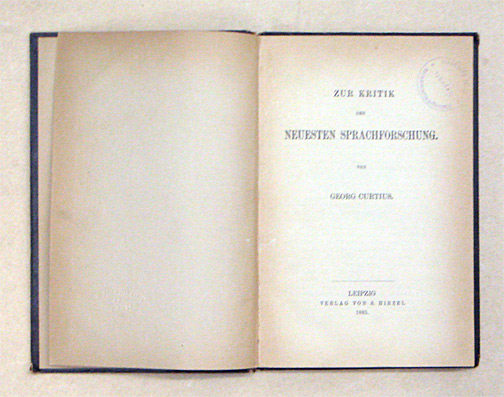 ZUR KRITIK
DER
NEUESTEN SPRACHFORSCHUNG.
VON
GEORG CURTIUS.
LEIPZIG
VERLAG VON S. HIRZEL
1885.